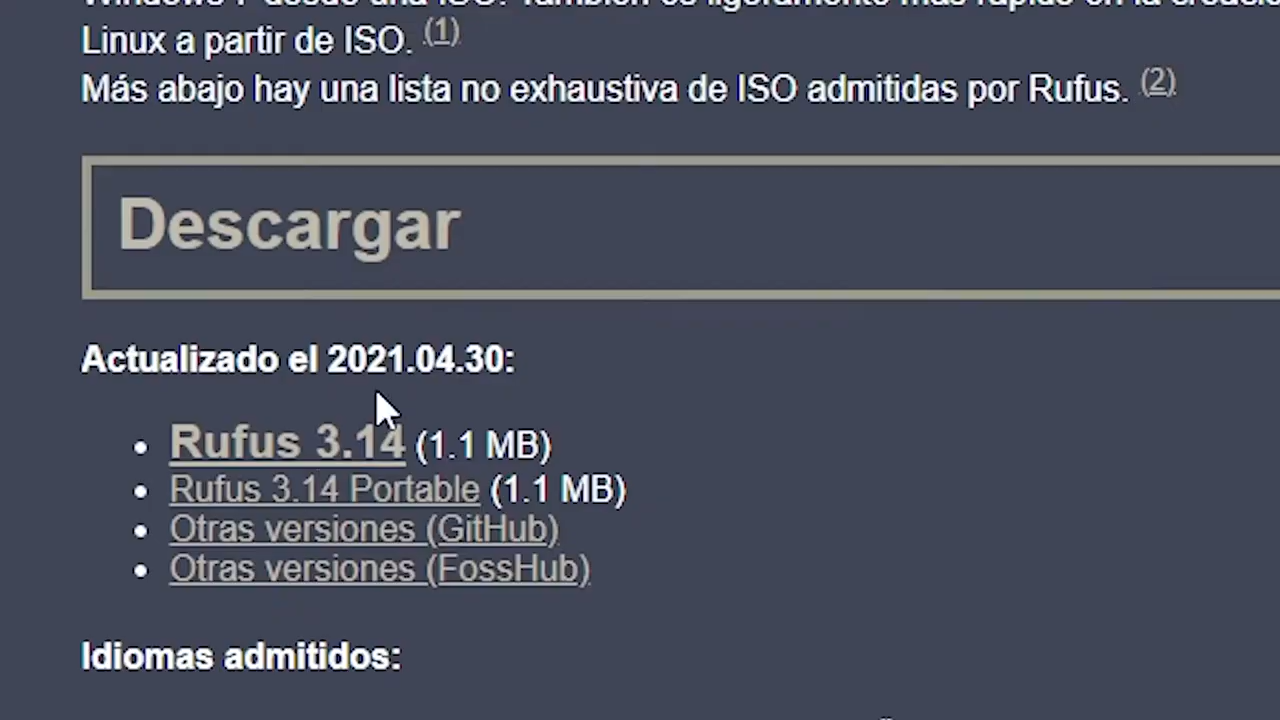 Linux a partir de ISO. (1)
Más abajo hay una lista no exhaustiva de ISO admitidas por Rufus. (2)
Descargar
Actualizado el 2021.04.30:
Rufus 3.14 (1.1 MB)
Rufus 3.14 Portable (1.1 MB)
Otras versiones (GitHub)
Otras versiones (FossHub)
Idiomas admitidos: